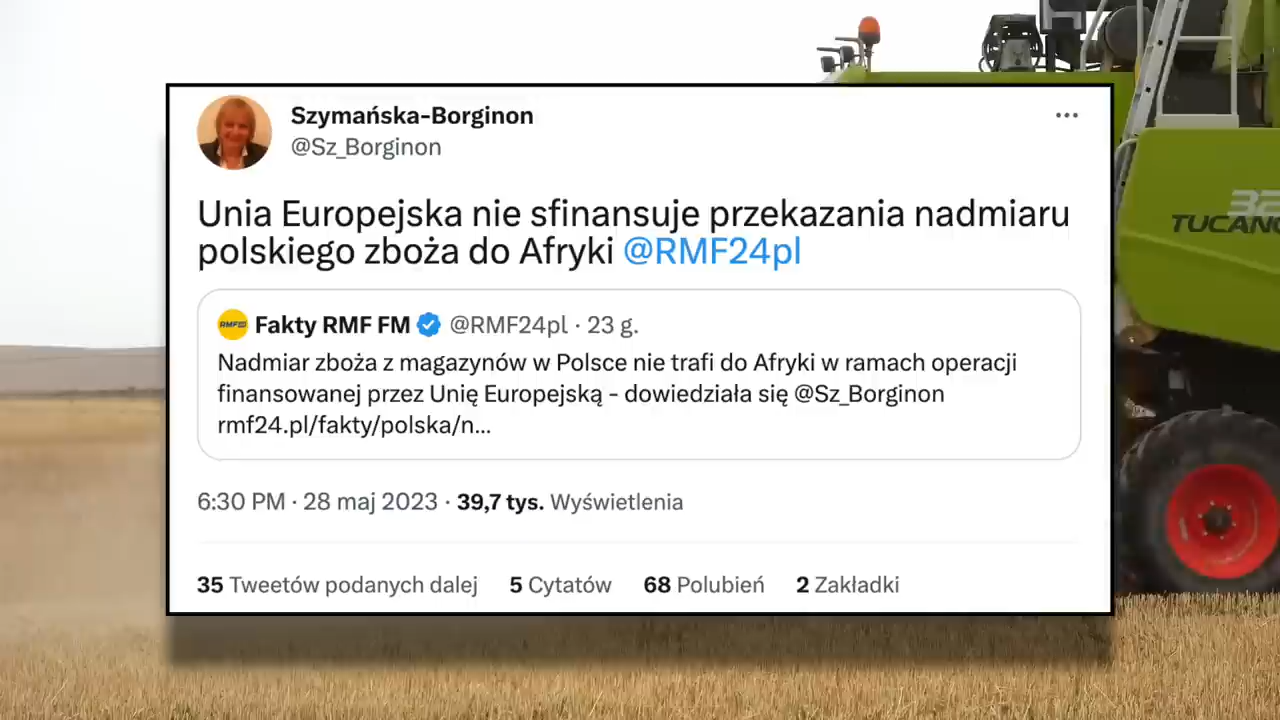 Szymańska-Borginon
@Sz_Borginon
Unia Europejska nie sfinansuje przekazania nadmiaru
polskiego zboża do Afryki @RMF24pl
Fakty RMF FM @RMF24pl · 23 g.
Nadmiar zboża z magazynów w Polsce nie trafi do Afryki w ramach operacji
finansowanej przez Unię Europejską - dowiedziała się @Sz_Borginon
rmf24.pl/fakty/polska/n...
6:30 PM · 28 maj 2023 · 39,7 tys. Wyświetlenia
35 Tweetów podanych dalej 5 Cytatów 68 Polubień 2 Zakładki
32
TUCANO